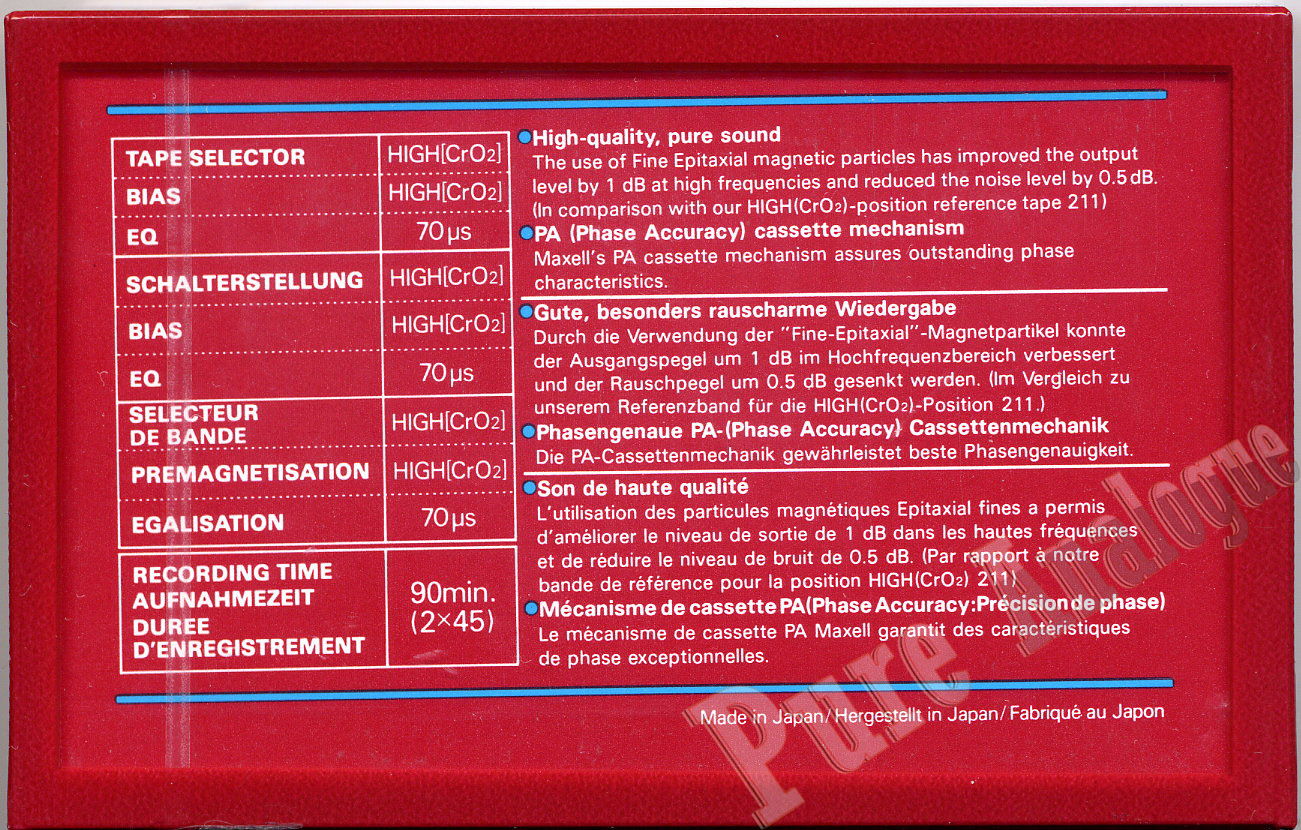 TAPE SELECTOR HIGH[CrO2]
BIAS HIGH[CrO2]
EQ 70µs
SCHALTERSTELLUNG HIGH[CrO2]
BIAS HIGH[CrO2]
EQ 70µs
SELECTEUR
DE BANDE HIGH[CrO2]
PREMAGNETISATION HIGH[CrO2]
EGALISATION 70µs
RECORDING TIME
AUFNAHMEZEIT
DUREE
D'ENREGISTREMENT
90min.
(2×45)
High-quality, pure sound
The use of Fine Epitaxial magnetic particles has improved the output
level by 1 dB at high frequencies and reduced the noise level by 0.5 dB.
(In comparison with our HIGH(CrO2)-position reference tape 211)
PA (Phase Accuracy) cassette mechanism
Maxell's PA cassette mechanism assures outstanding phase
characteristics.
Gute, besonders rauscharme Wiedergabe
Durch die Verwendung der "Fine-Epitaxial"-Magnetpartikel konnte
der Ausgangspegel um 1 dB im Hochfrequenzbereich verbessert
und der Rauschpegel um 0.5 dB gesenkt werden. (Im Vergleich zu
unserem Referenzband für die HIGH(CrO2)-Position 211.)
Phasengenaue PA-(Phase Accuracy) Cassettenmechanik
Die PA-Cassettenmechanik gewährleistet beste Phasengenauigkeit.
Son de haute qualité
L'utilisation des particules magnétiques Epitaxial fines a permis
d'améliorer le niveau de sortie de 1 dB dans les hautes fréquences
et de réduire le niveau de bruit de 0.5 dB. (Par rapport à notre
bande de référence pour la position HIGH(CrO2) 211)
Mécanisme de cassette PA(Phase Accuracy:Précision de phase)
Le mécanisme de cassette PA Maxell garantit des caractéristiques
de phase exceptionnelles.
Made in Japan/Hergestellt in Japan/Fabriqué au Japon
Pure Analogue